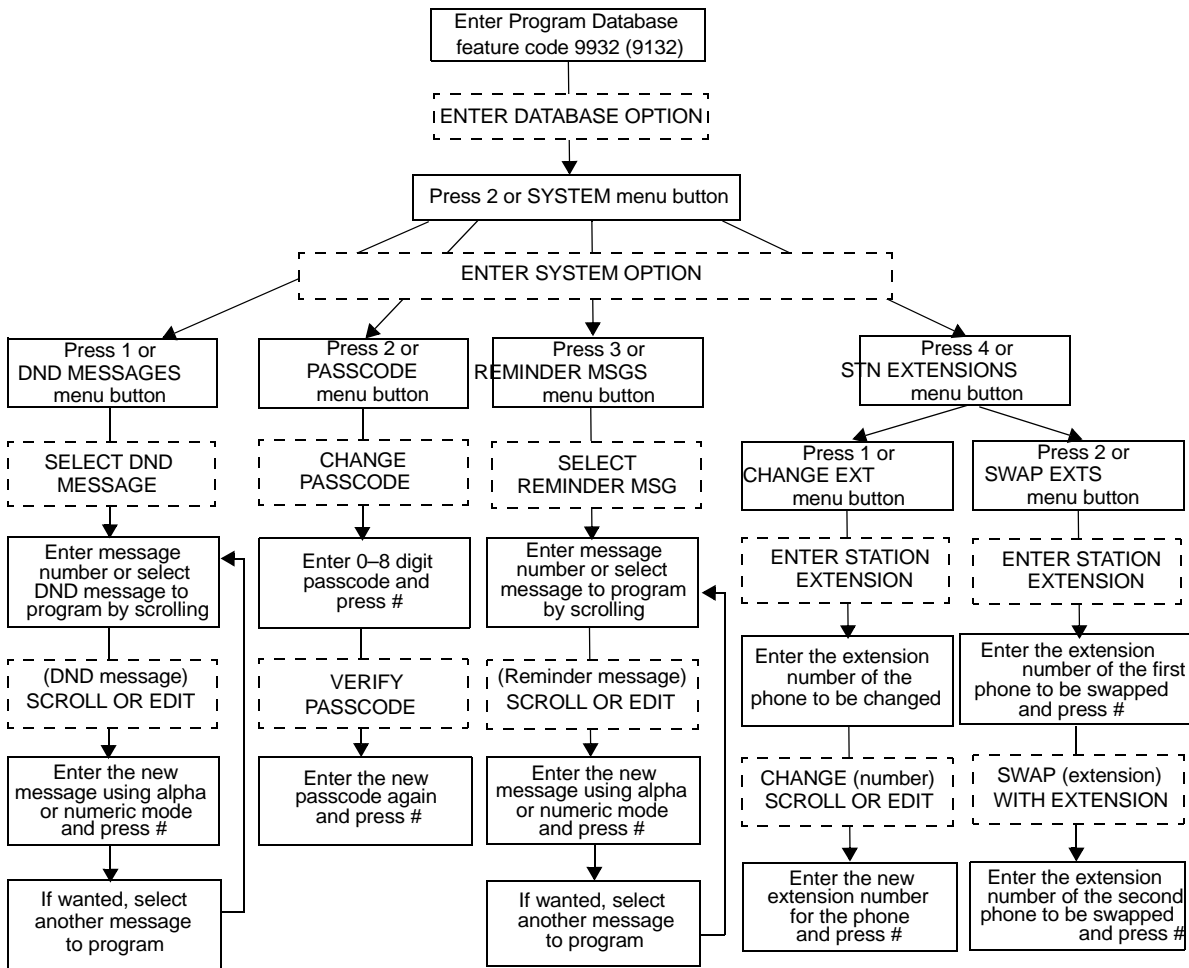 Enter Program Database
feature code 9932 (9132)
ENTER DATABASE OPTION
Press 2 or SYSTEM menu button
ENTER SYSTEM OPTION
Press 1 or
DND MESSAGES
menu button
SELECT DND
MESSAGE
Enter message
number or select
DND message to
program by scrolling
(DND message)
SCROLL OR EDIT
Enter the new
message using alpha
or numeric mode
and press #
If wanted, select
another message
to program
Press 2 or
PASSCODE
menu button
CHANGE
PASSCODE
Enter 0–8 digit
passcode and
press #
VERIFY
PASSCODE
Enter the new
passcode again
and press #
Press 3 or
REMINDER MSGS
menu button
SELECT
REMINDER MSG
Enter message
number or select
message to program
by scrolling
(Reminder message)
SCROLL OR EDIT
Enter the new
message using alpha
or numeric mode
and press #
If wanted, select
another message
to program
Press 4 or
STN EXTENSIONS
menu button
Press 1 or
CHANGE EXT
menu button
ENTER STATION
EXTENSION
Enter the extension
number of the
phone to be changed
CHANGE (number)
SCROLL OR EDIT
Enter the new
extension number
for the phone
and press #
Press 2 or
SWAP EXTS
menu button
ENTER STATION
EXTENSION
Enter the extension
number of the first
phone to be swapped
and press #
SWAP (extension)
WITH EXTENSION
Enter the extension
number of the second
phone to be swapped
and press #